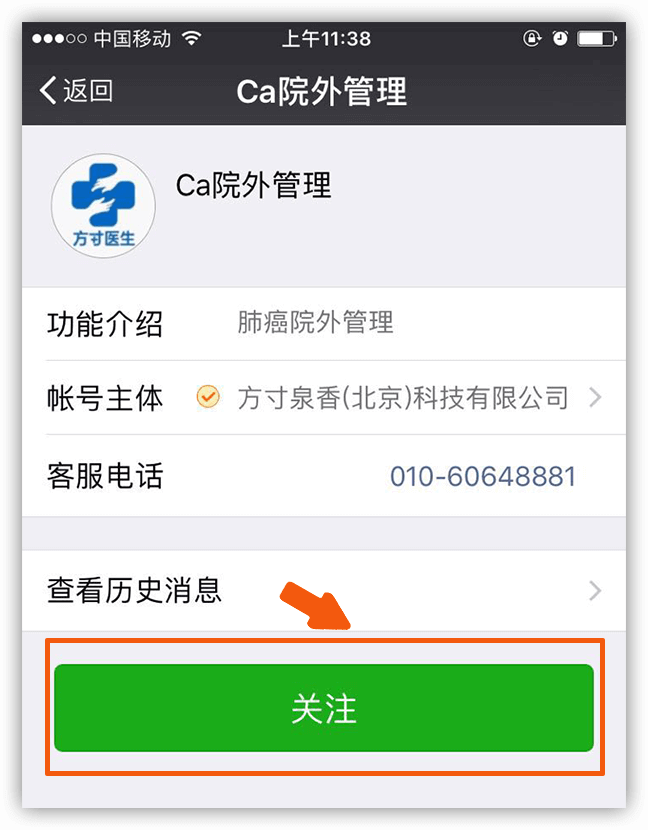 中国移动 上午11:38
返回 Ca院外管理
Ca院外管理
方寸医生
功能介绍 肺癌院外管理
帐号主体 方寸泉香(北京)科技有限公司
客服电话 010-60648881
查看历史消息
关注